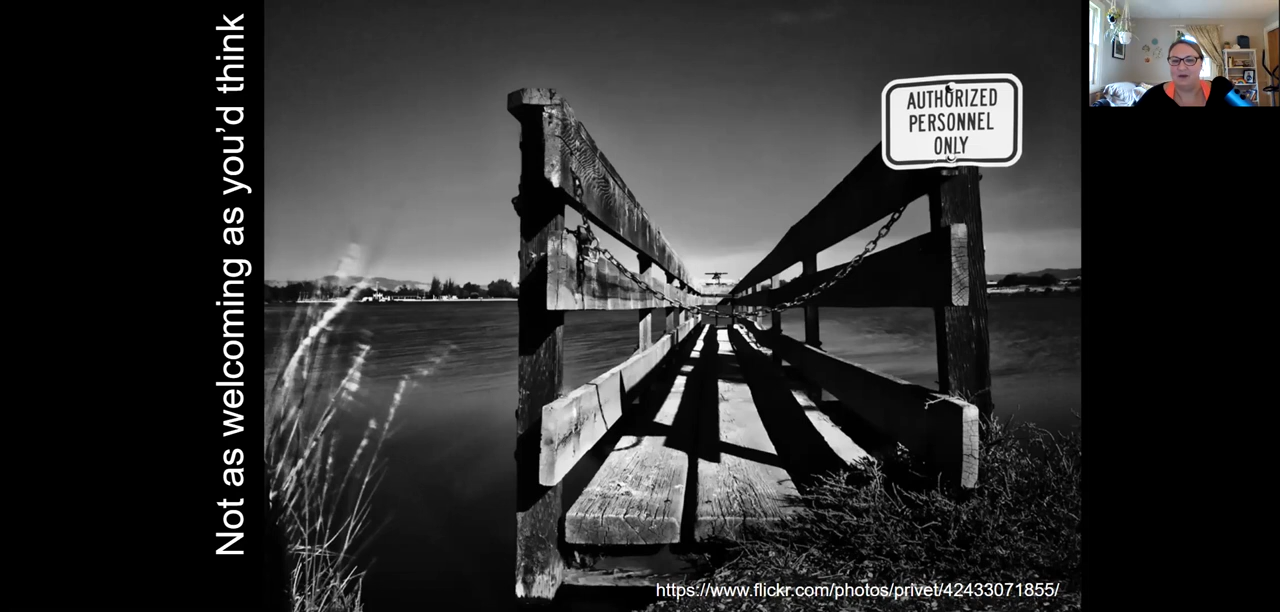 Not as welcoming as you'd think
AUTHORIZED
PERSONNEL
ONLY
https://www.flickr.com/photos/privet/42433071855/